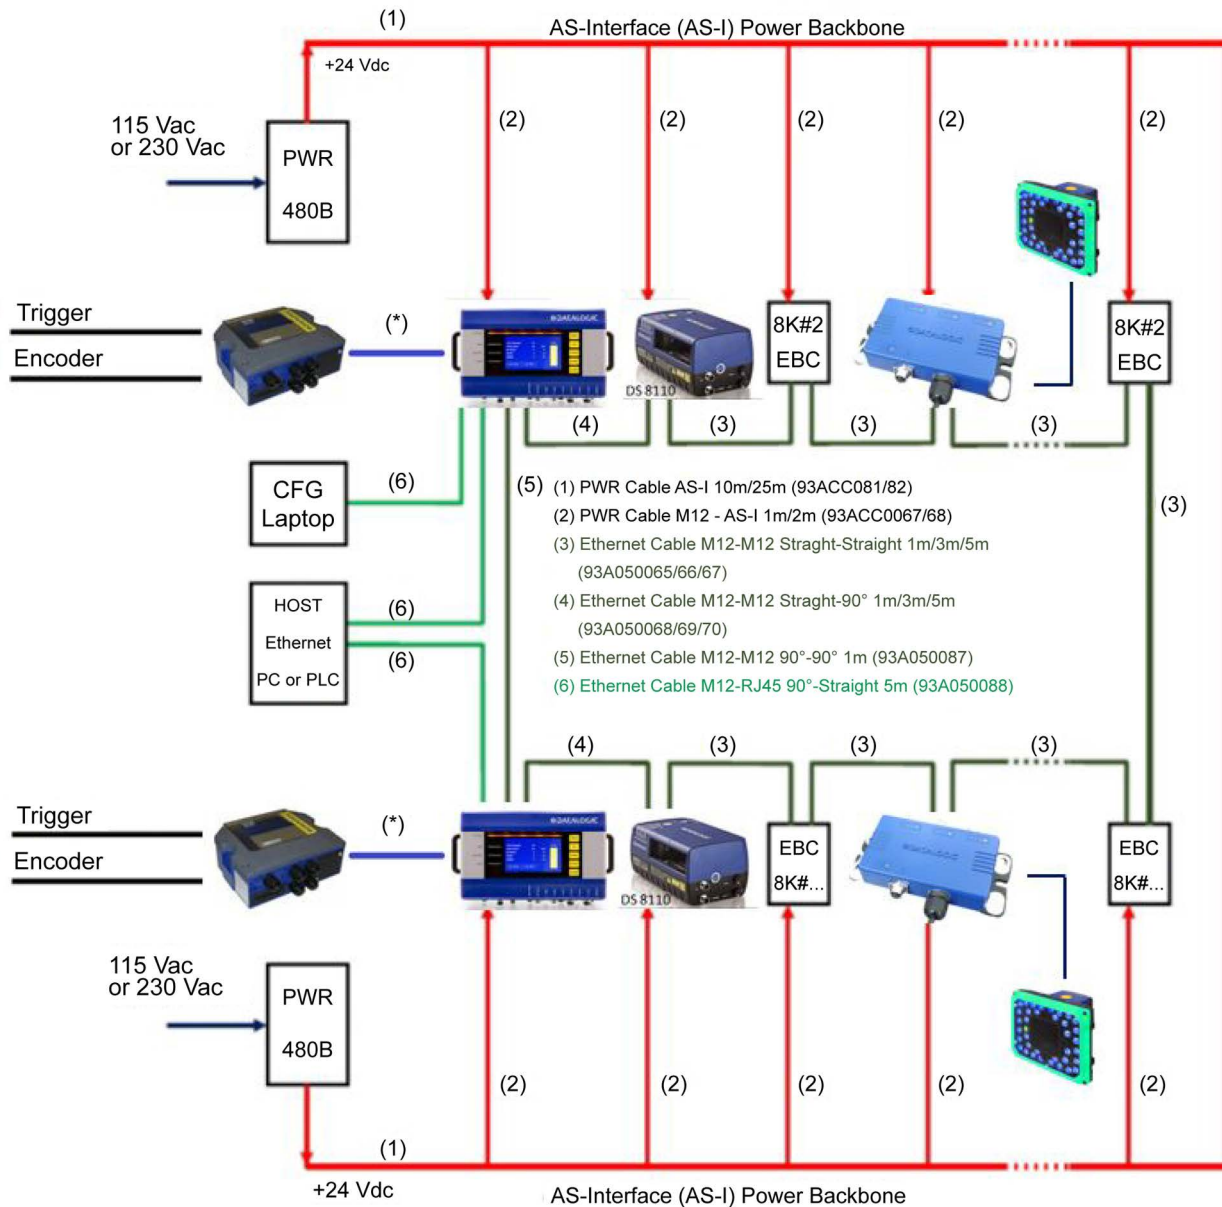 (1)
AS-Interface (AS-I) Power Backbone
+24 Vdc
115 Vac
or 230 Vac
PWR
480B
(2)
(2)
(2)
(2)
(2)
Trigger
Encoder
(*)
DATALOGIC
DS 8110
8K#2
EBC
DATALOGIC
8K#2
EBC
(4)
(3)
(3)
(3)
CFG
Laptop
(6)
(5)
(1) PWR Cable AS-I 10m/25m (93ACC081/82)
(2) PWR Cable M12 - AS-I 1m/2m (93ACC0067/68)
(3) Ethernet Cable M12-M12 Straght-Straight 1m/3m/5m
(93A050065/66/67)
(4) Ethernet Cable M12-M12 Straght-90° 1m/3m/5m
(93A050068/69/70)
(5) Ethernet Cable M12-M12 90°-90° 1m (93A050087)
(6) Ethernet Cable M12-RJ45 90°-Straight 5m (93A050088)
(3)
HOST
Ethernet
PC or PLC
(6)
(6)
(4)
(3)
(3)
(3)
Trigger
Encoder
(*)
DATALOGIC
DS 8110
EBC
8K#...
DATALOGIC
EBC
8K#...
115 Vac
or 230 Vac
PWR
480B
(2)
(2)
(2)
(2)
(2)
(1)
+24 Vdc
AS-Interface (AS-I) Power Backbone